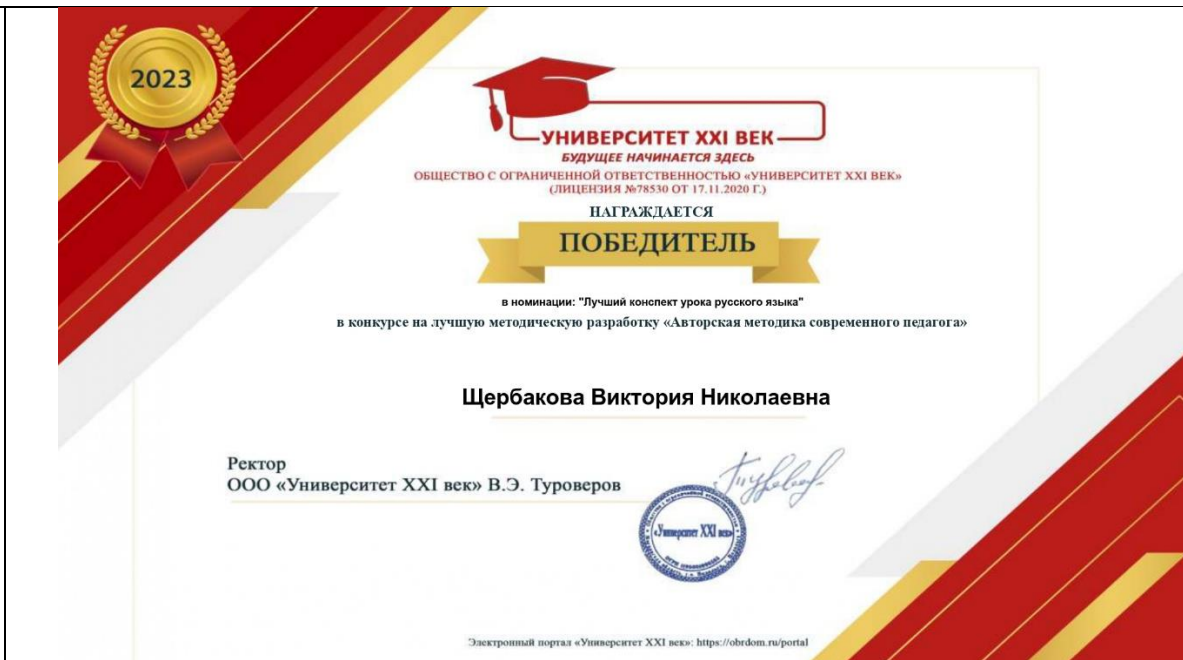 2023
УНИВЕРСИТЕТ XXI ВЕК
БУДУЩЕЕ НАЧИНАЕТСЯ ЗДЕСЬ
ОБЩЕСТВО С ОГРАНИЧЕННОЙ ОТВЕТСТВЕННОСТЬЮ «УНИВЕРСИТЕТ XXI ВЕК»
(ЛИЦЕНЗИЯ №78530 ОТ 17.11.2020 Г.)
НАГРАЖДАЕТСЯ
ПОБЕДИТЕЛЬ
в номинации: "Лучший конспект урока русского языка"
в конкурсе на лучшую методическую разработку «Авторская методика современного педагога»
Щербакова Виктория Николаевна
Ректор
ООО «Университет XXI век» В.Э. Туроверов
«Университет XXI век»
Электронный портал «Университет XXI век»: https://obrdom.ru/portal